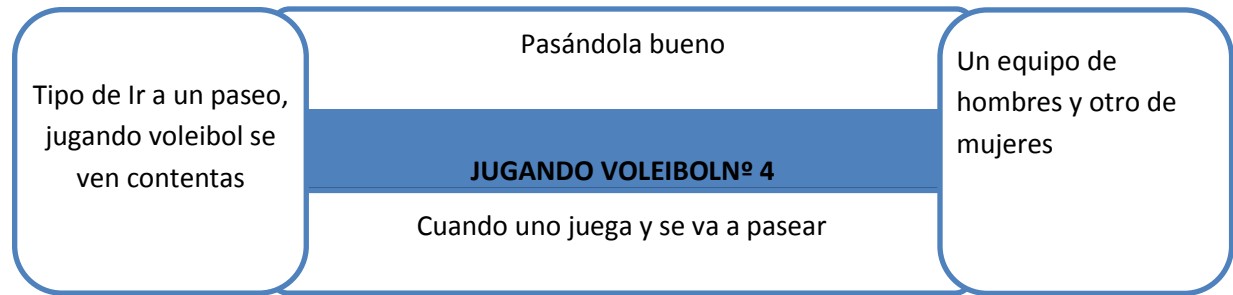 Tipo de Ir a un paseo,
jugando voleibol se
ven contentas
Pasándola bueno
JUGANDO VOLEIBOLNº 4
Cuando uno juega y se va a pasear
Un equipo de
hombres y otro de
mujeres